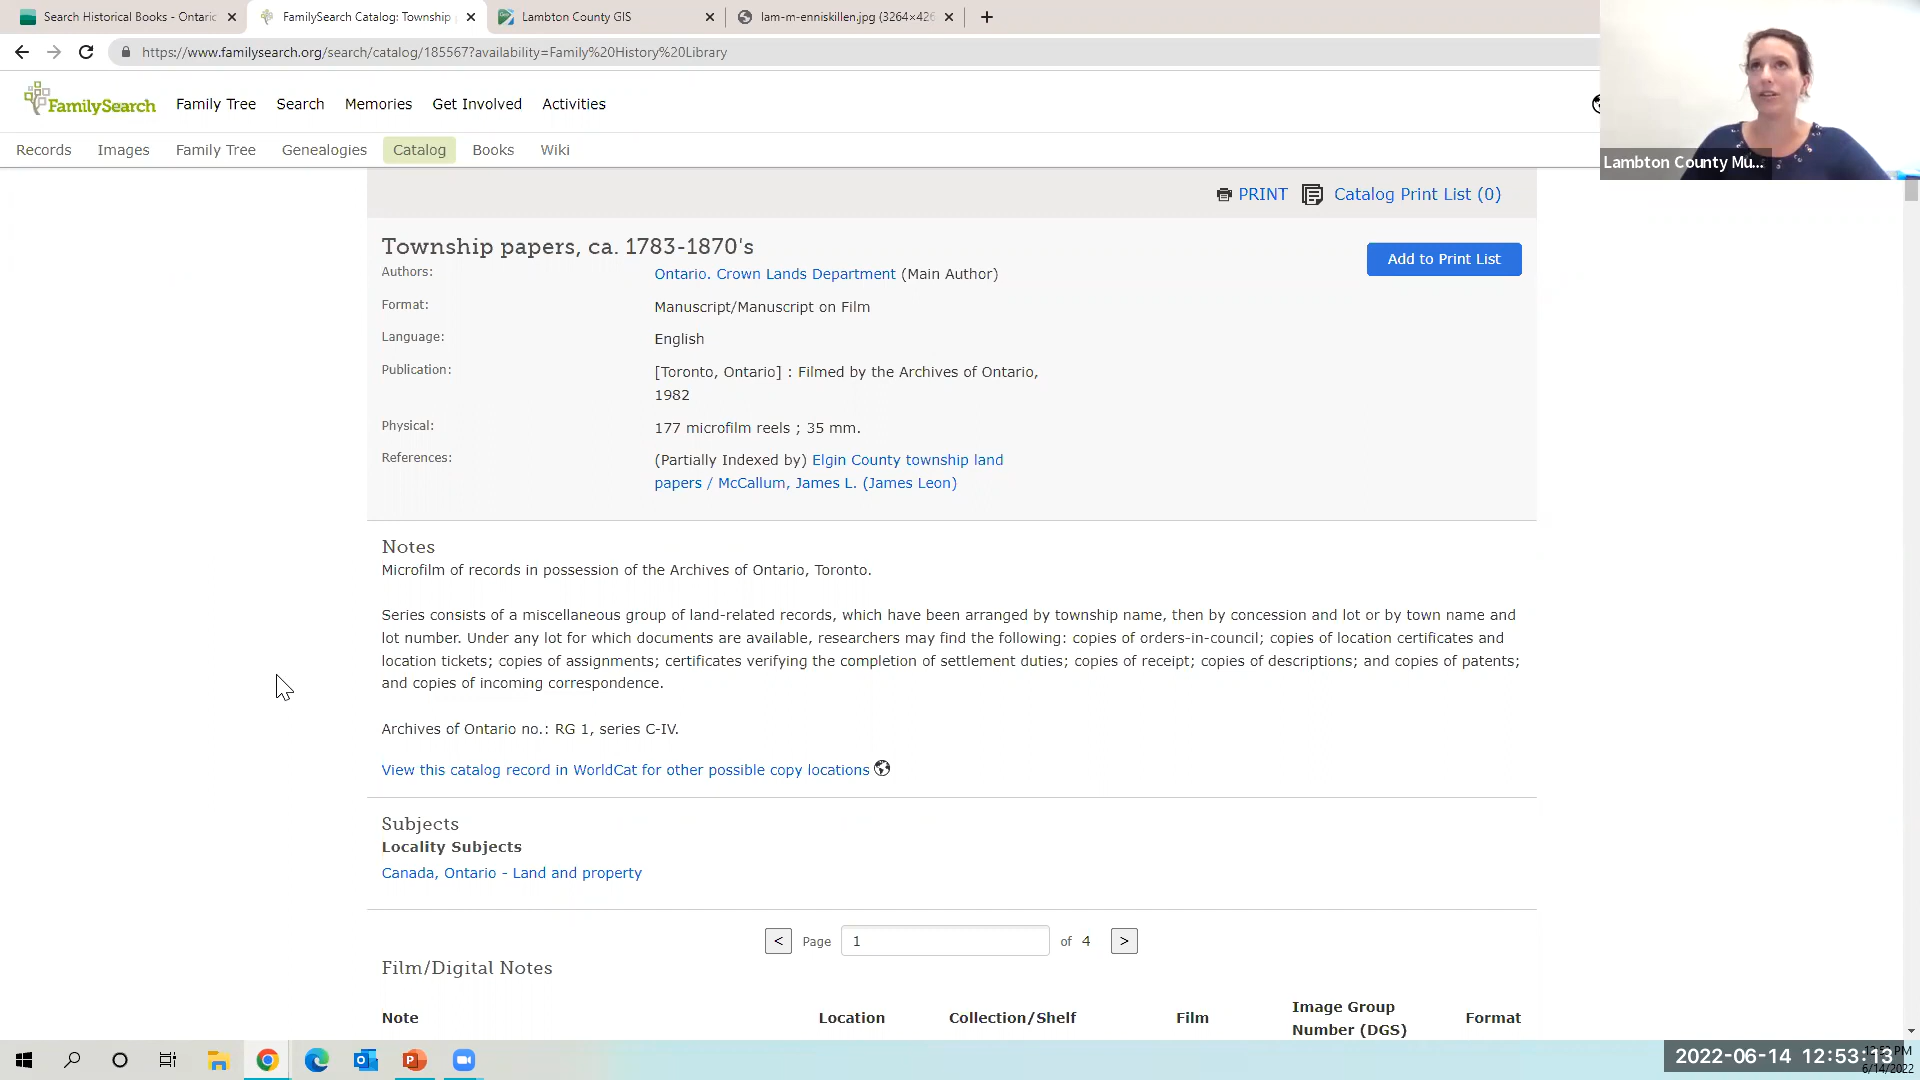 Search Historical Books - Ontari
FamilySearch Catalog: Township
Lambton County GIS
lam-m-enniskillen.jpg (3264×426
https://www.familysearch.org/search/catalog/185567?availability=Family%20History%20Library
FamilySearch
Family Tree
Search
Memories
Get Involved
Activities
Lambton County Mu...
Records
Images
Family Tree
Genealogies
Catalog
Books
Wiki
PRINT
Catalog Print List (0)
Township papers, ca. 1783-1870's
Add to Print List
Authors:
Ontario. Crown Lands Department (Main Author)
Format:
Manuscript/Manuscript on Film
Language:
English
Publication:
[Toronto, Ontario] : Filmed by the Archives of Ontario,
1982
Physical:
177 microfilm reels ; 35 mm.
References:
(Partially Indexed by) Elgin County township land
papers / McCallum, James L. (James Leon)
Notes
Microfilm of records in possession of the Archives of Ontario, Toronto.
Series consists of a miscellaneous group of land-related records, which have been arranged by township name, then by concession and lot or by town name and
lot number. Under any lot for which documents are available, researchers may find the following: copies of orders-in-council; copies of location certificates and
location tickets; copies of assignments; certificates verifying the completion of settlement duties; copies of receipt; copies of descriptions; and copies of patents;
and copies of incoming correspondence.
Archives of Ontario no.: RG 1, series C-IV.
View this catalog record in WorldCat for other possible copy locations
Subjects
Locality Subjects
Canada, Ontario - Land and property
< Page 1 of 4 >
Film/Digital Notes
Note
Location
Collection/Shelf
Film
Image Group
Number (DGS)
Format
2022-06-14 12:53:13
6/14/2022